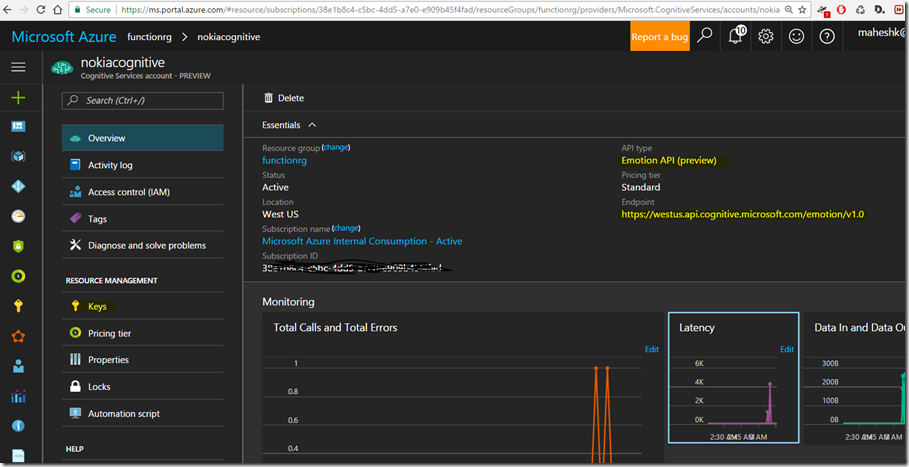 Secure | https://ms.portal.azure.com/#resource/subscriptions/38e1b8c4-c5bc-4dd5-a7e0-e909b45f4fad/resourceGroups/functionrg/providers/Microsoft.CognitiveServices/accounts/nokia
Microsoft Azure functionrg > nokiacognitive
Report a bug
10
maheshk@
nokiacognitive
Cognitive Services account - PREVIEW
Search (Ctrl+/)
Overview
Activity log
Access control (IAM)
Tags
Diagnose and solve problems
RESOURCE MANAGEMENT
Keys
Pricing tier
Properties
Locks
Automation script
HELP
Delete
Essentials
Resource group (change)
functionrg
Status
Active
Location
West US
Subscription name (change)
Microsoft Azure Internal Consumption - Active
Subscription ID
API type
Emotion API (preview)
Pricing tier
Standard
Endpoint
https://westus.api.cognitive.microsoft.com/emotion/v1.0
Monitoring
Total Calls and Total Errors
Edit
1
0.8
0.6
0.4
Latency
Edit
6K
4K
2K
0K
2:30 AM
Data In and Data Ou
300B
200B
100B
0B
2:30 AM